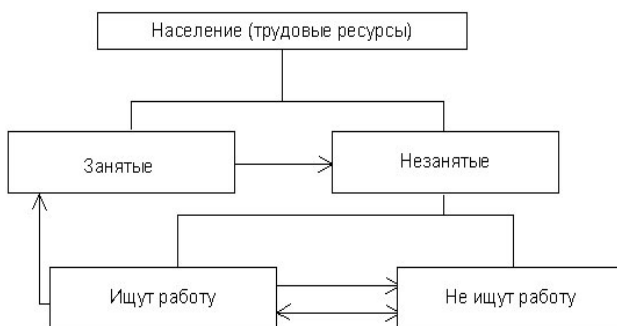 Население (трудовые ресурсы)
Занятые
Незанятые
Ищут работу
Не ищут работу